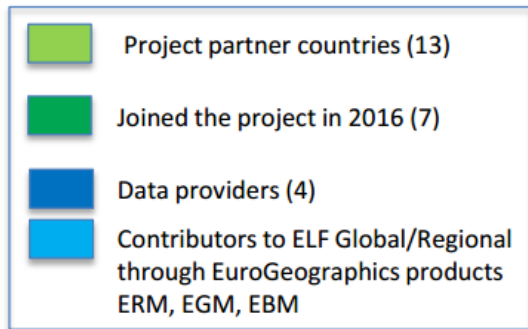 Project partner countries (13)
Joined the project in 2016 (7)
Data providers (4)
Contributors to ELF Global/Regional
through EuroGeographics products
ERM, EGM, EBM